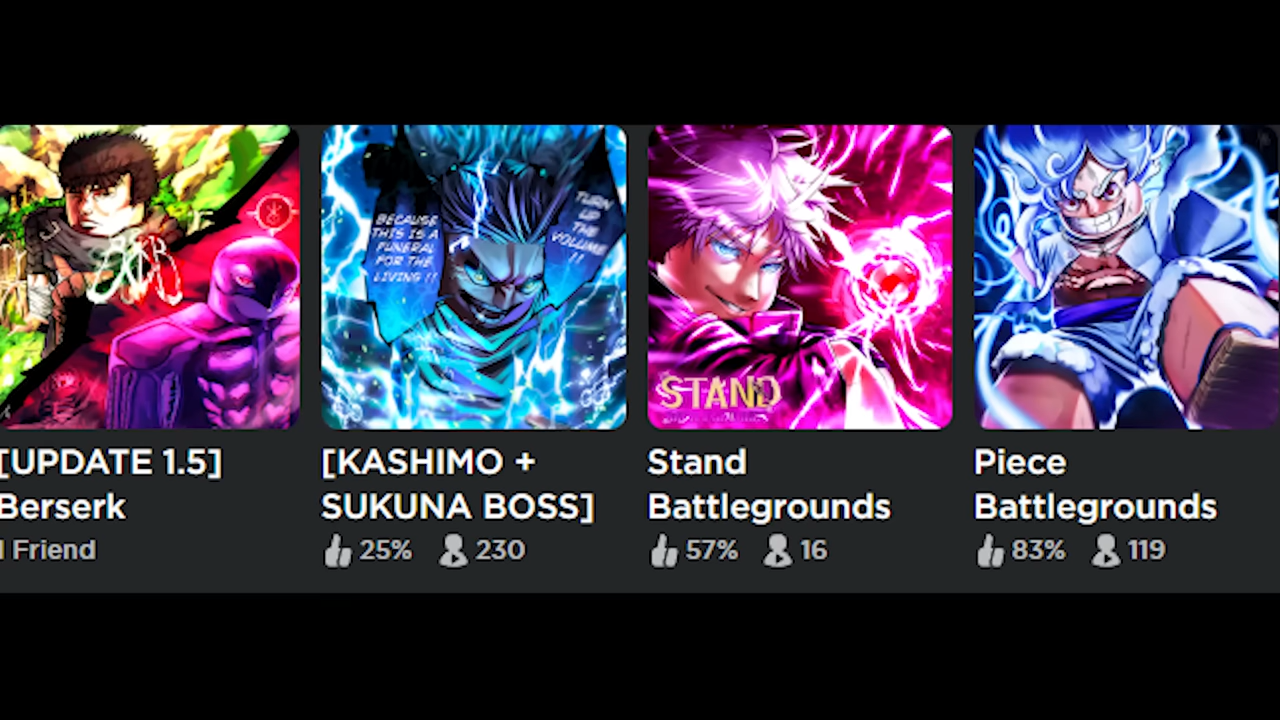 BECAUSE
THIS IS A
FUNERAL
FOR THE
LIVING !!
TURN
UP
THE
VOLUME
!!
STAND
[UPDATE 1.5]
Berserk
1 Friend
[KASHIMO +
SUKUNA BOSS]
25% 230
Stand
Battlegrounds
57% 16
Piece
Battlegrounds
83% 119